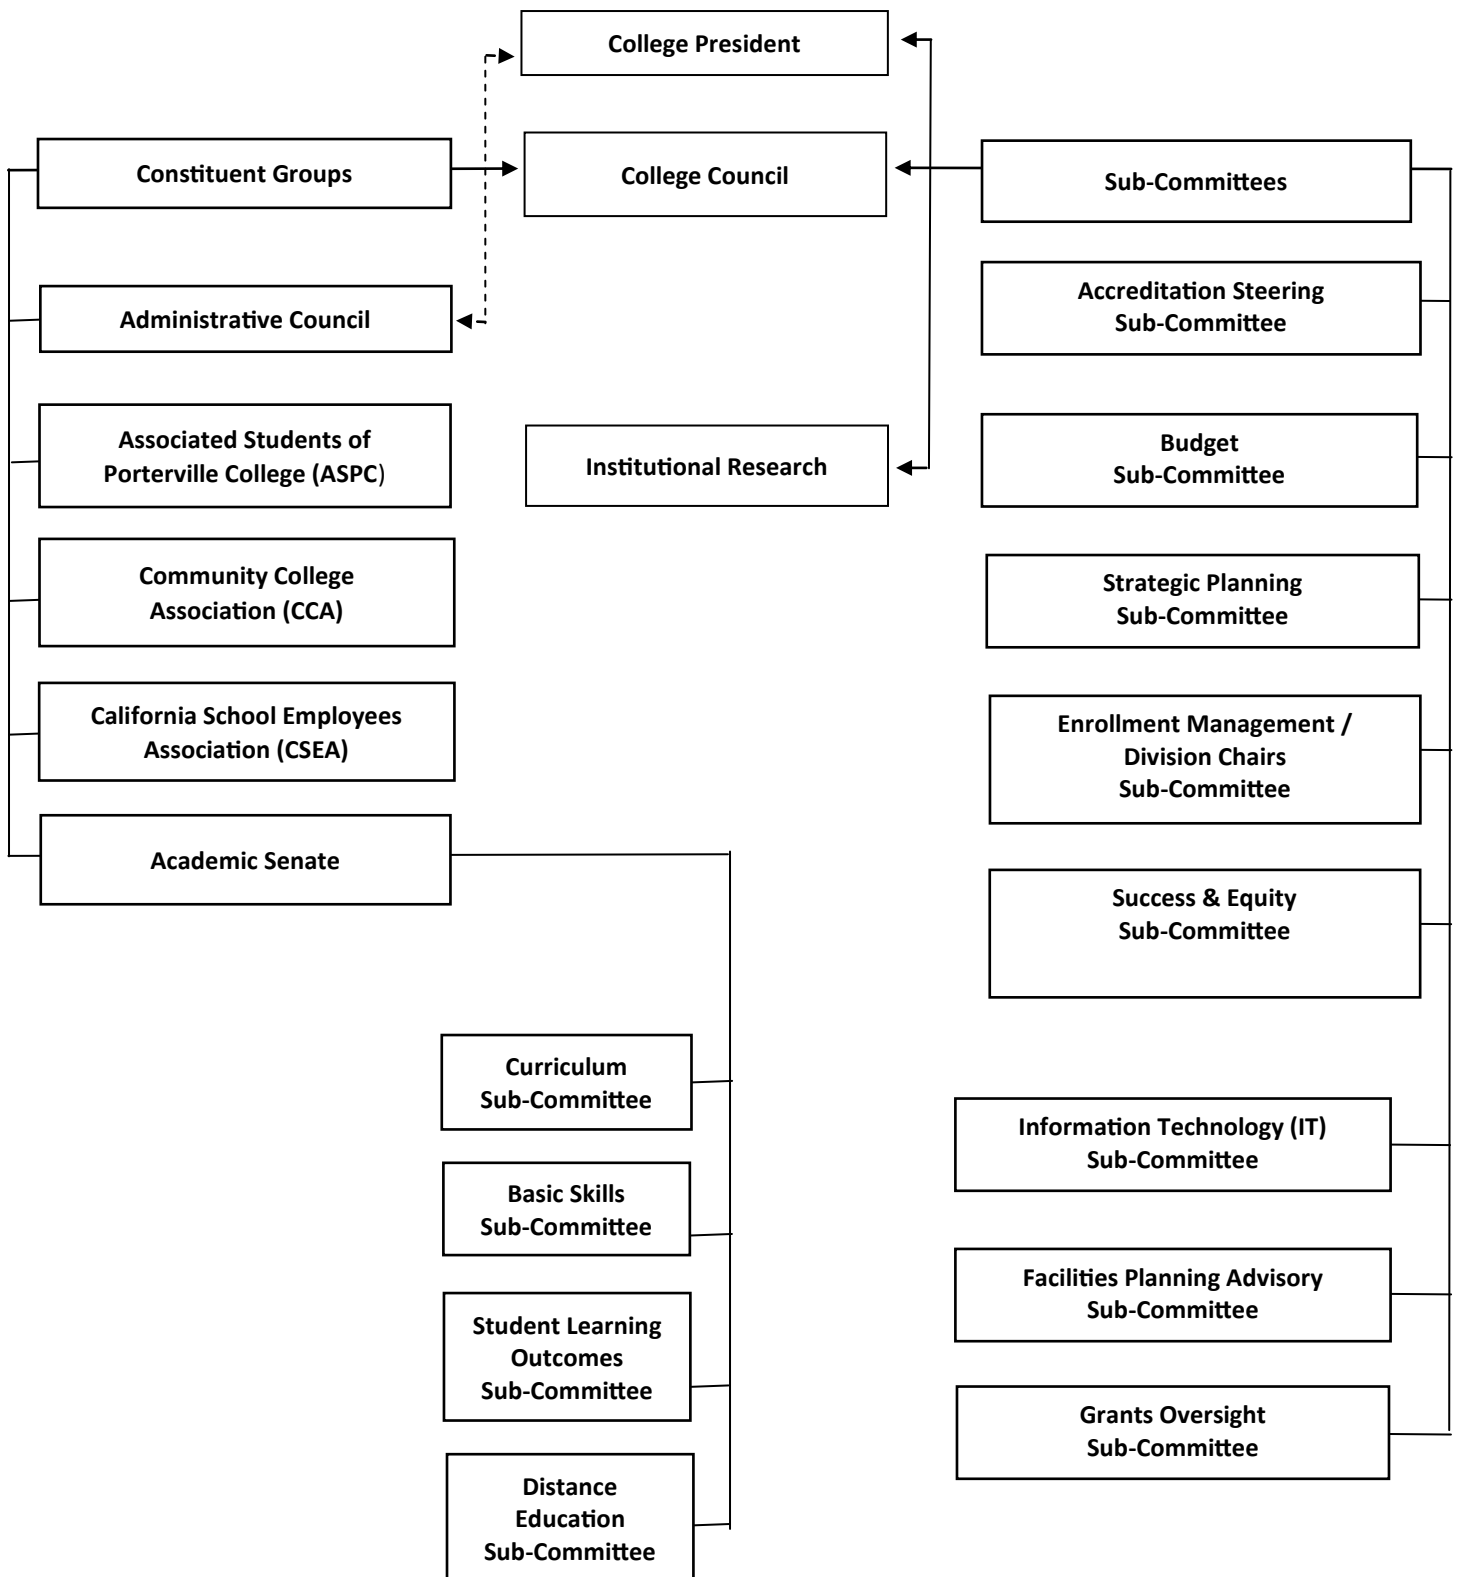 College President
Constituent Groups
College Council
Sub-Committees
Administrative Council
Accreditation Steering
Sub-Committee
Associated Students of
Porterville College (ASPC)
Institutional Research
Budget
Sub-Committee
Community College
Association (CCA)
Strategic Planning
Sub-Committee
California School Employees
Association (CSEA)
Enrollment Management /
Division Chairs
Sub-Committee
Academic Senate
Success & Equity
Sub-Committee
Curriculum
Sub-Committee
Information Technology (IT)
Sub-Committee
Basic Skills
Sub-Committee
Facilities Planning Advisory
Sub-Committee
Student Learning
Outcomes
Sub-Committee
Grants Oversight
Sub-Committee
Distance
Education
Sub-Committee